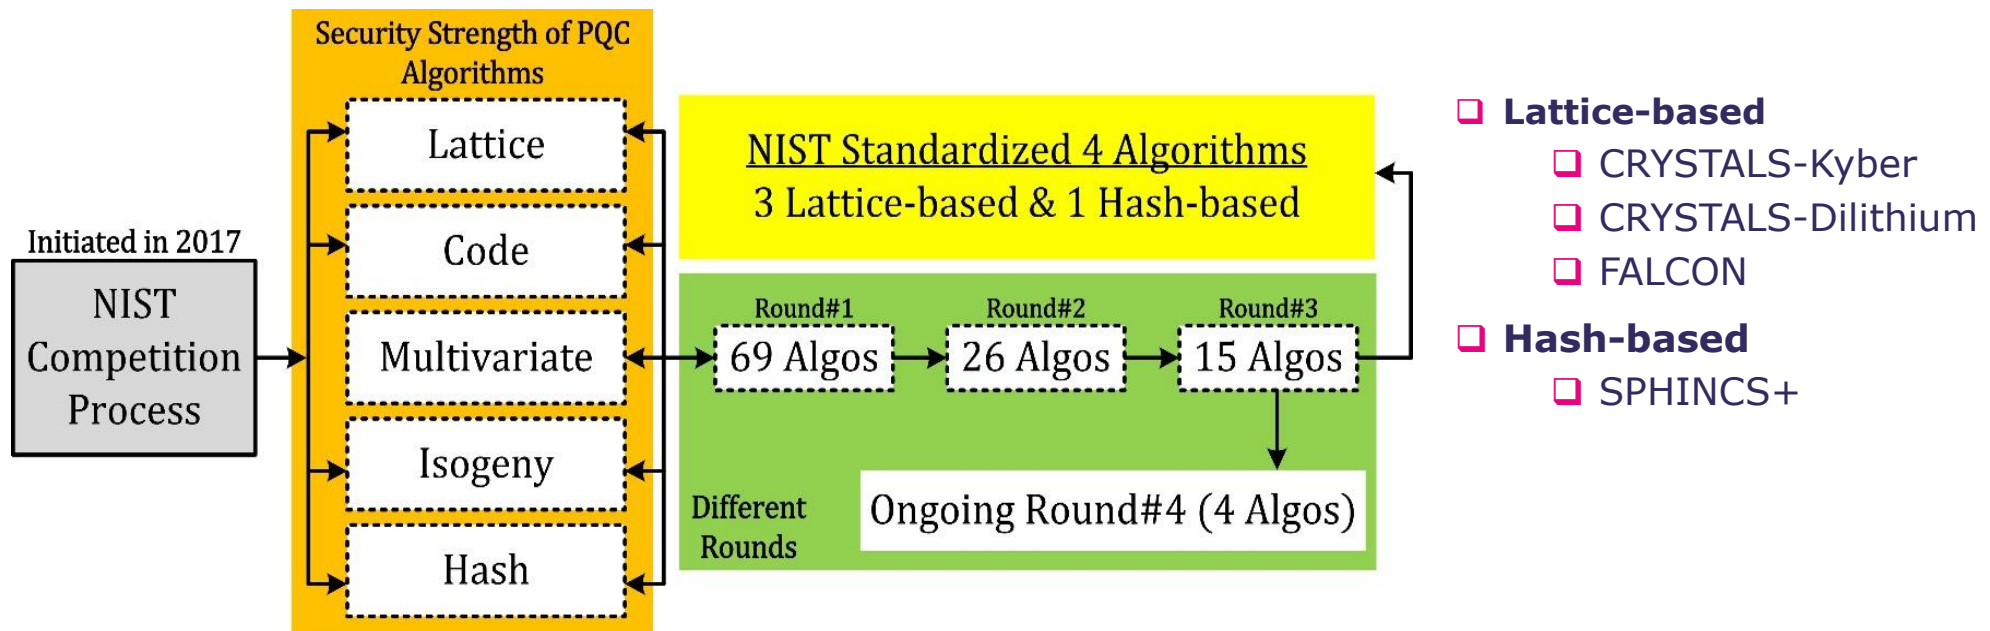 Initiated in 2017
NIST
Competition
Process
Security Strength of PQC
Algorithms
Lattice
Code
Multivariate
Isogeny
Hash
NIST Standardized 4 Algorithms
3 Lattice-based & 1 Hash-based
Round#1
69 Algos
Round#2
26 Algos
Round#3
15 Algos
Ongoing Round#4 (4 Algos)
Different
Rounds
Lattice-based
CRYSTALS-Kyber
CRYSTALS-Dilithium
FALCON
Hash-based
SPHINCS+